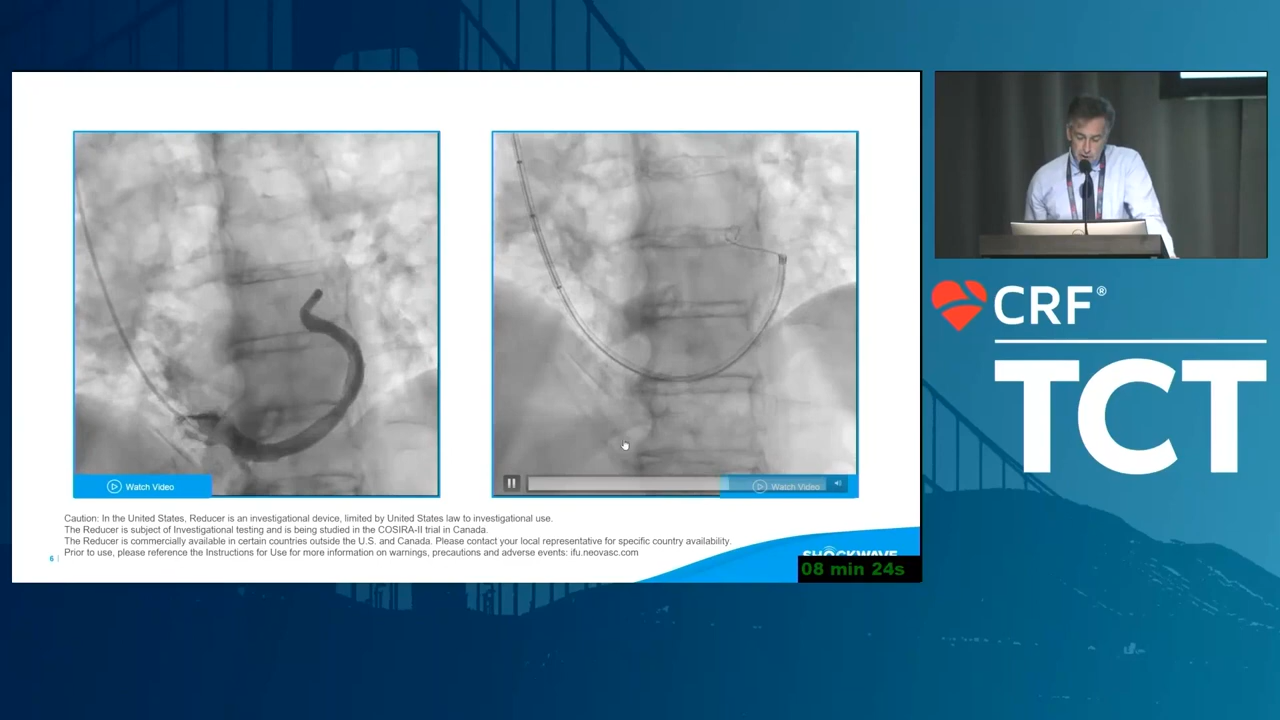 Watch Video
Watch Video
Caution: In the United States, Reducer is an investigational device, limited by United States law to investigational use.
The Reducer is subject of Investigational testing and is being studied in the COSIRA-II trial in Canada.
The Reducer is commercially available in certain countries outside the U.S. and Canada. Please contact your local representative for specific country availability.
Prior to use, please reference the Instructions for Use for more information on warnings, precautions and adverse events: ifu.neovasc.com
6
SHOCKWAVE
08 min 24s
CRF®
TCT